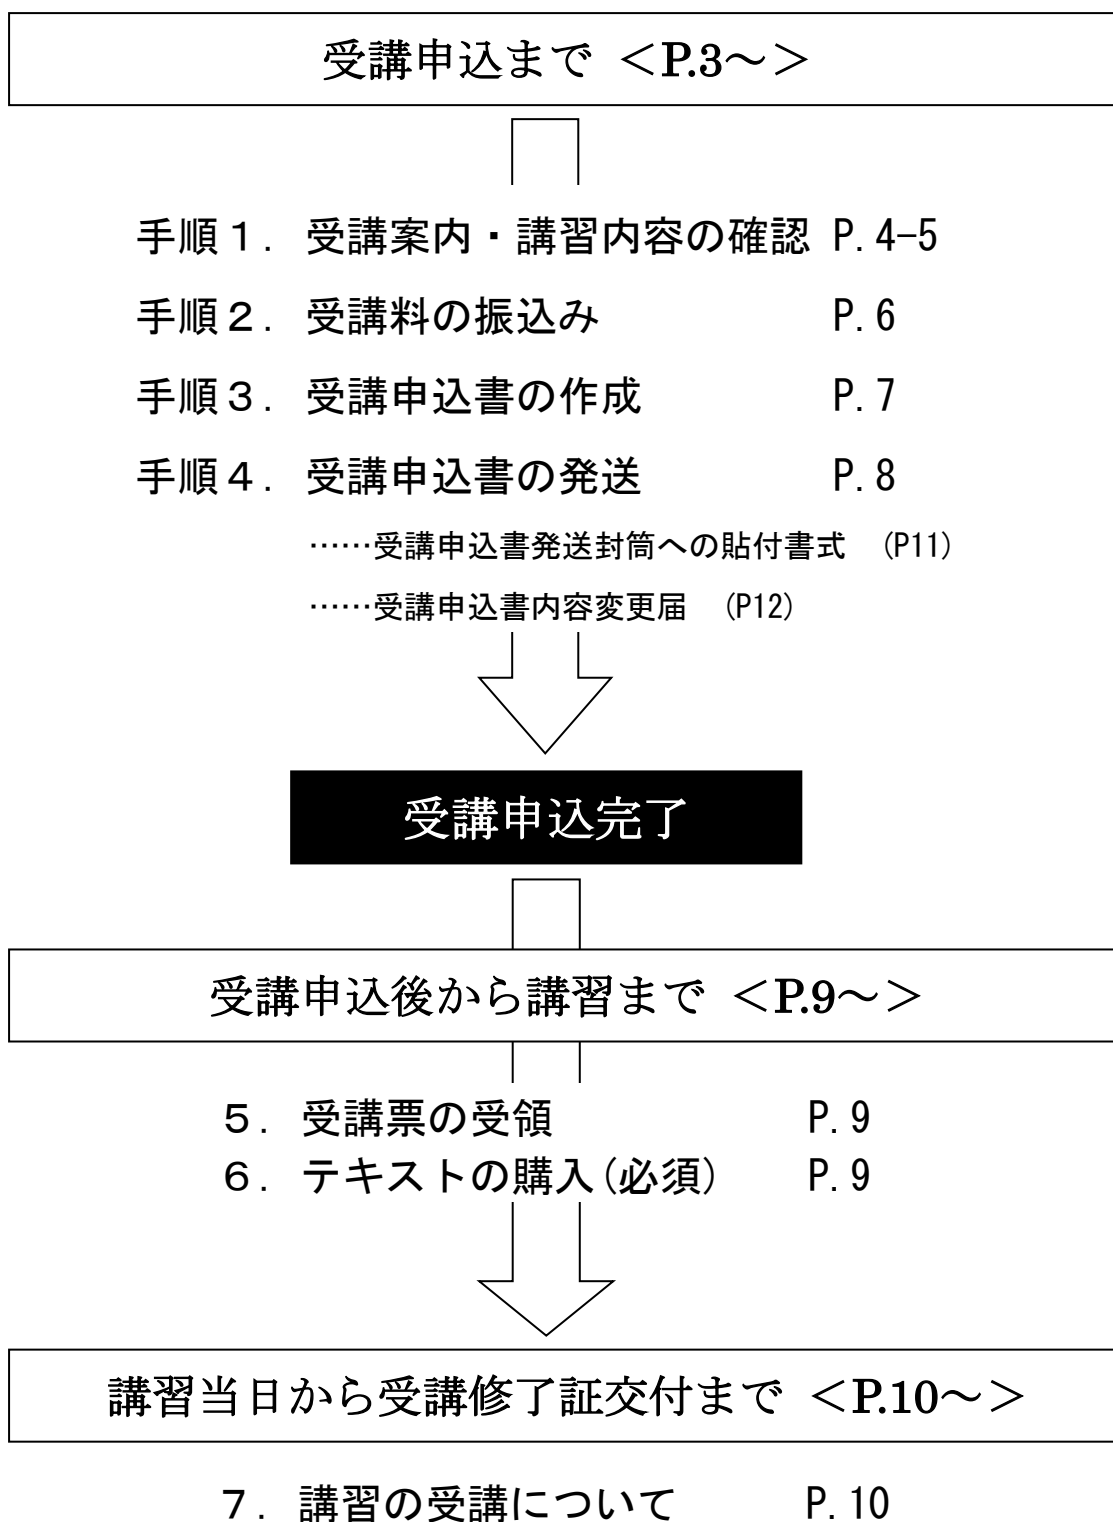 受講申込まで ＜P.3～＞
手順１. 受講案内・講習内容の確認 P.4-5
手順２. 受講料の振込み P.6
手順３. 受講申込書の作成 P.7
手順４. 受講申込書の発送 P.8
……受講申込書発送封筒への貼付書式 (P11)
……受講申込書内容変更届 (P12)
受講申込完了
受講申込後から講習まで ＜P.9～＞
５. 受講票の受領 P.9
６. テキストの購入(必須) P.9
講習当日から受講修了証交付まで ＜P.10～＞
７. 講習の受講について P.10